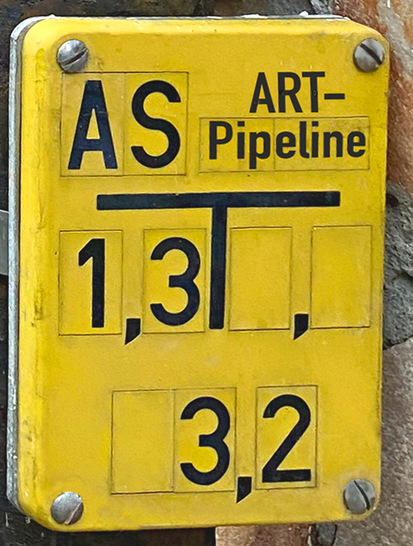 AS ART-
Pipeline
1,3 ,
3,2